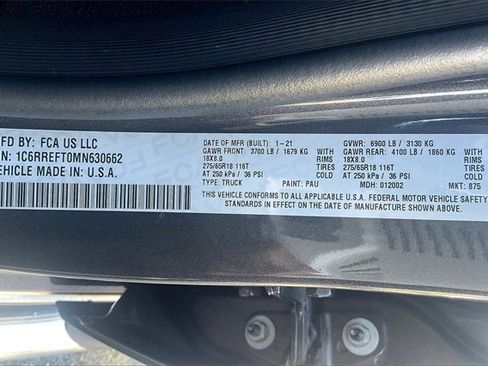 FD BY: FCA US LLC
N: 1C6RREFT0MN630662
VEHICLE MADE IN: U.S.A.
DATE OF MFR (BUILT): 1-21 GVWR: 6900 LB / 3130 KG
GAWR FRONT: 3700 LB / 1679 KG GAWR REAR: 4100 LB / 1860 KG
18X8.0 RIMS 18X8.0 RIMS
275/65R18 116T TIRES 275/65R18 116T TIRES
AT 250 kPa / 36 PSI COLD AT 250 kPa / 36 PSI COLD
TYPE: TRUCK PAINT: PAU MDH: 012002 MKT: 875
THIS VEHICLE CONFORMS TO ALL APPLICABLE U.S.A. FEDERAL MOTOR VEHICLE SAFETY
STANDARDS IN EFFECT ON THE DATE OF MANUFACTURE SHOWN ABOVE.